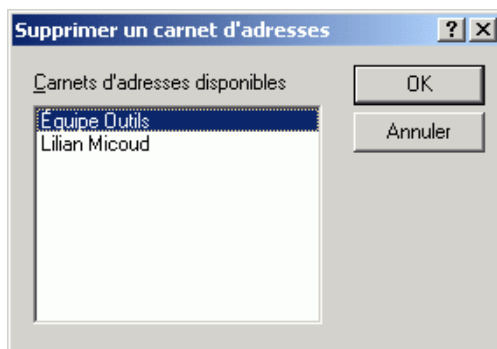 Supprimer un carnet d'adresses
Carnets d'adresses disponibles
OK
Équipe Outils
Annuler
Lilian Micoud